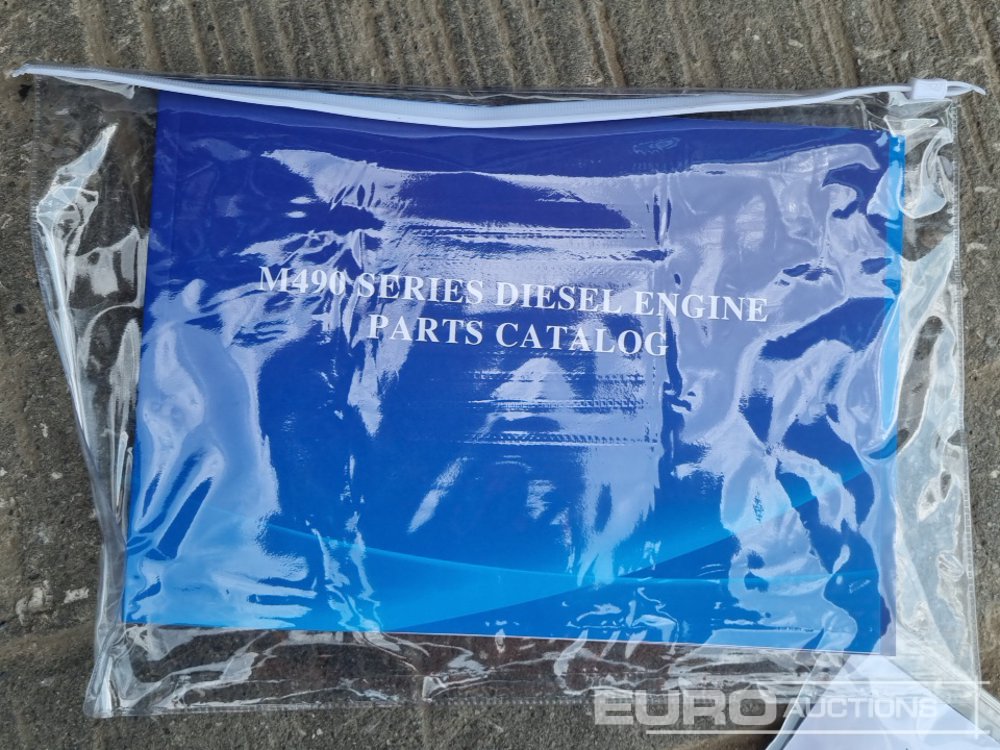 M490 SERIES DIESEL ENGINE
PARTS CATALOG
EURO AUCTIONS